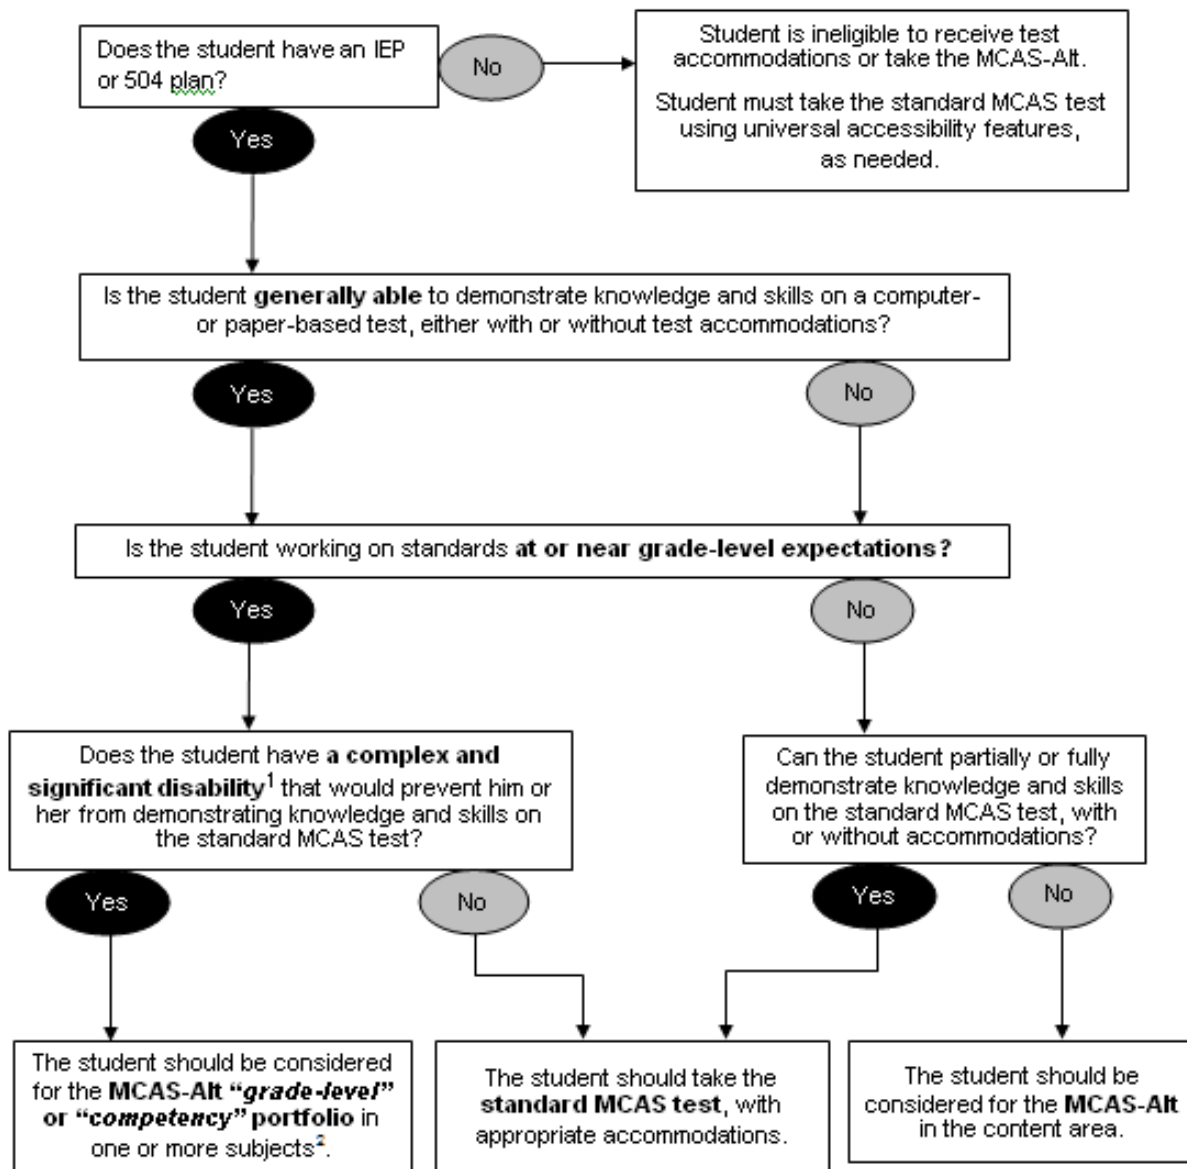 Does the student have an IEP
or 504 plan?
No
Student is ineligible to receive test
accommodations or take the MCAS-Alt.
Student must take the standard MCAS test
using universal accessibility features,
as needed.
Yes
Is the student generally able to demonstrate knowledge and skills on a computer-
or paper-based test, either with or without test accommodations?
Yes
No
Is the student working on standards at or near grade-level expectations?
Yes
No
Does the student have a complex and
significant disability1 that would prevent him or
her from demonstrating knowledge and skills on
the standard MCAS test?
Can the student partially or fully
demonstrate knowledge and skills
on the standard MCAS test, with
or without accommodations?
Yes
No
Yes
No
The student should be considered
for the MCAS-Alt “grade-level”
or “competency” portfolio in
one or more subjects2.
The student should take the
standard MCAS test, with
appropriate accommodations.
The student should be
considered for the MCAS-Alt
in the content area.